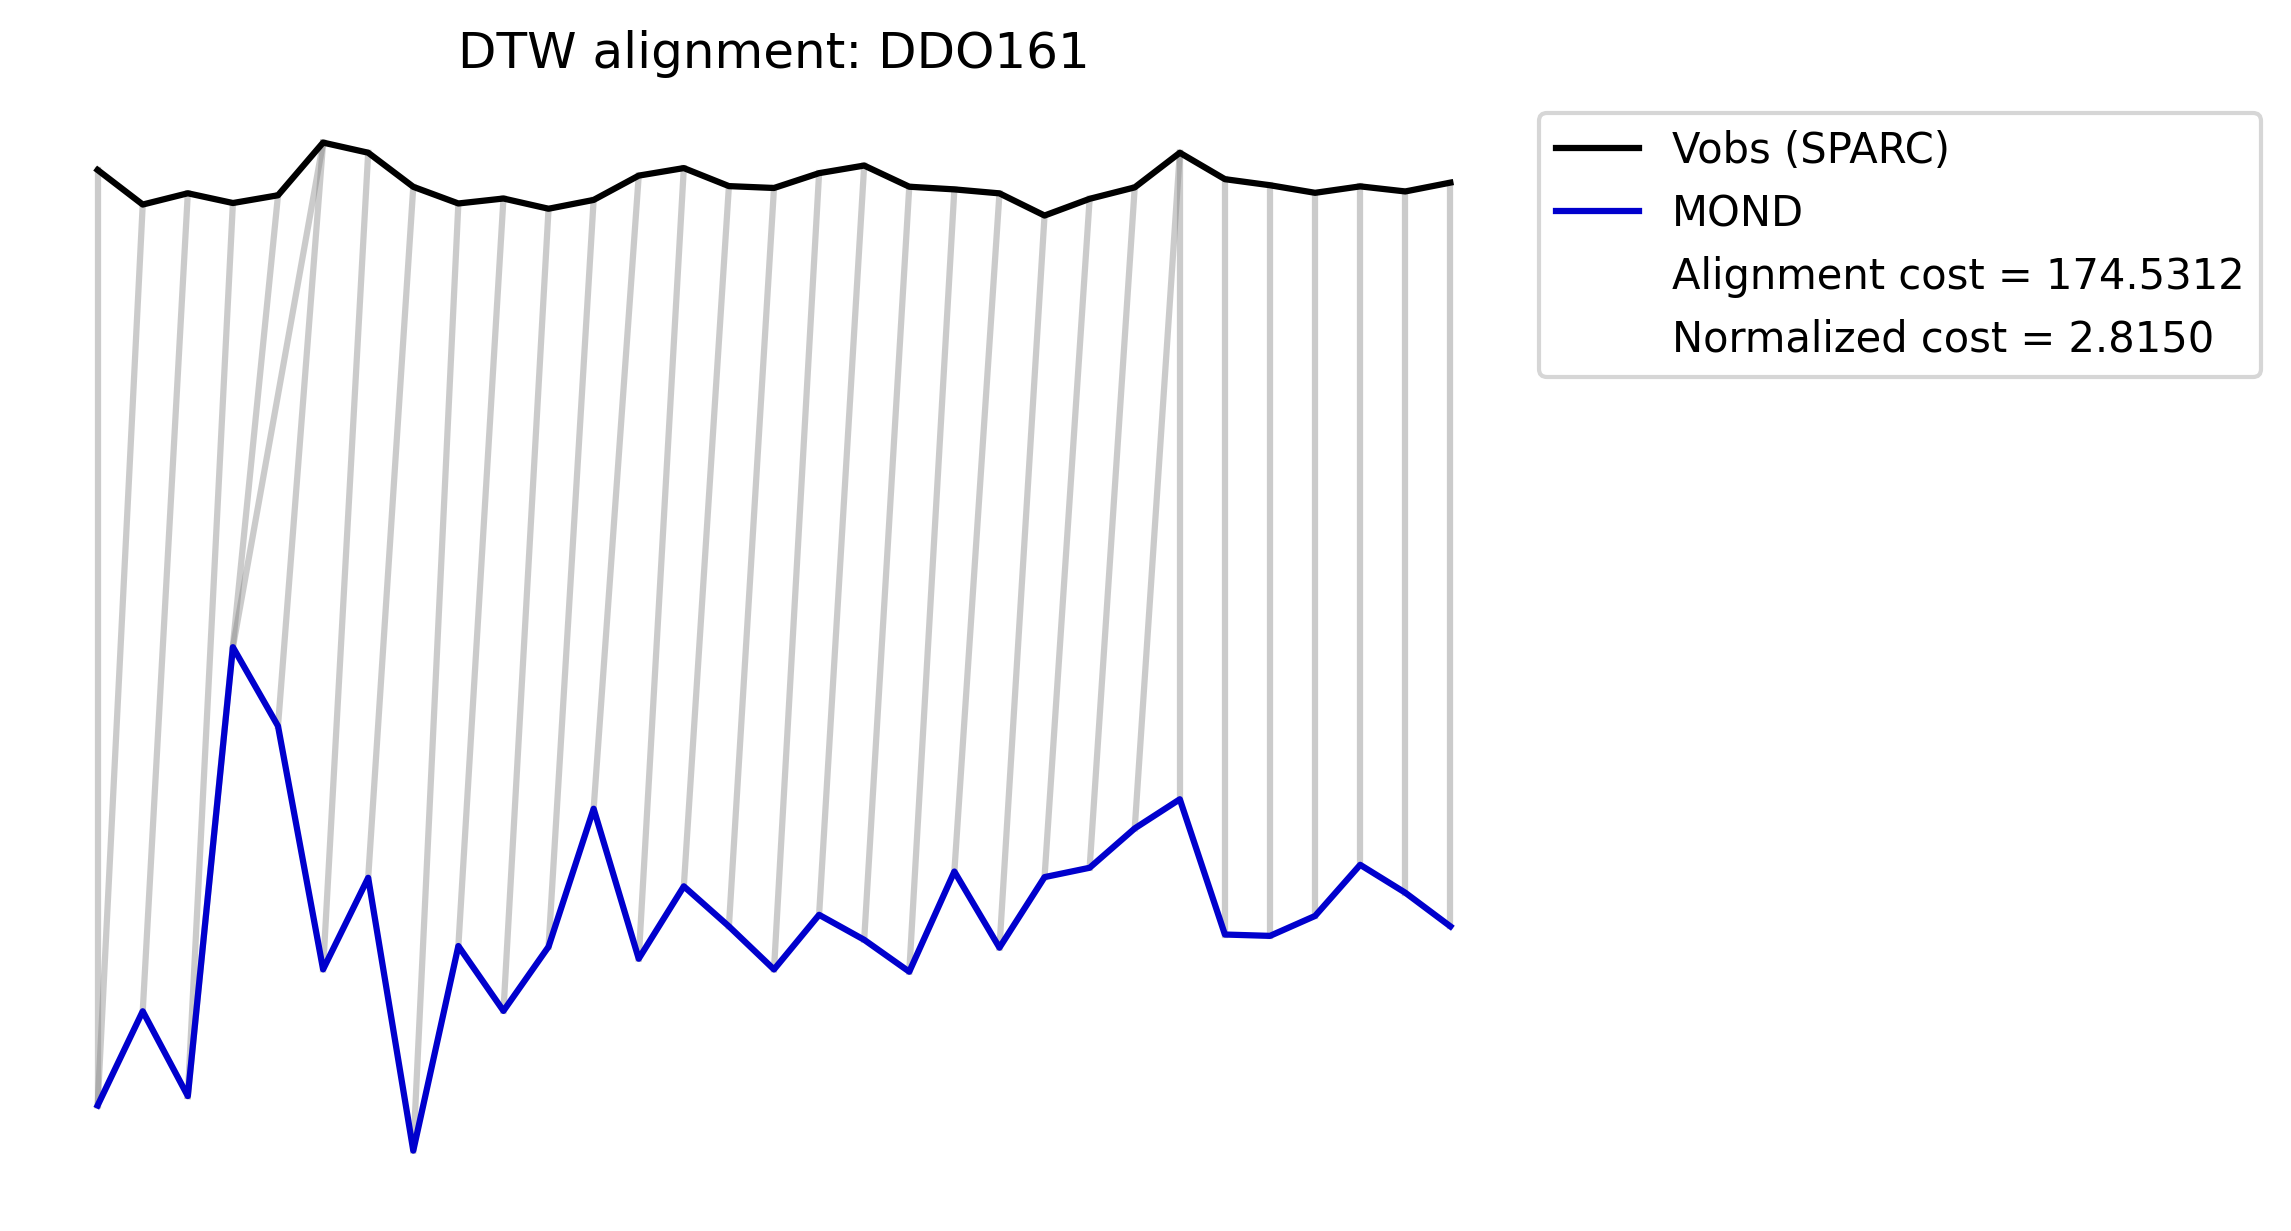 DTW alignment: DDO161
Vobs (SPARC)
MOND
Alignment cost = 174.5312
Normalized cost = 2.8150